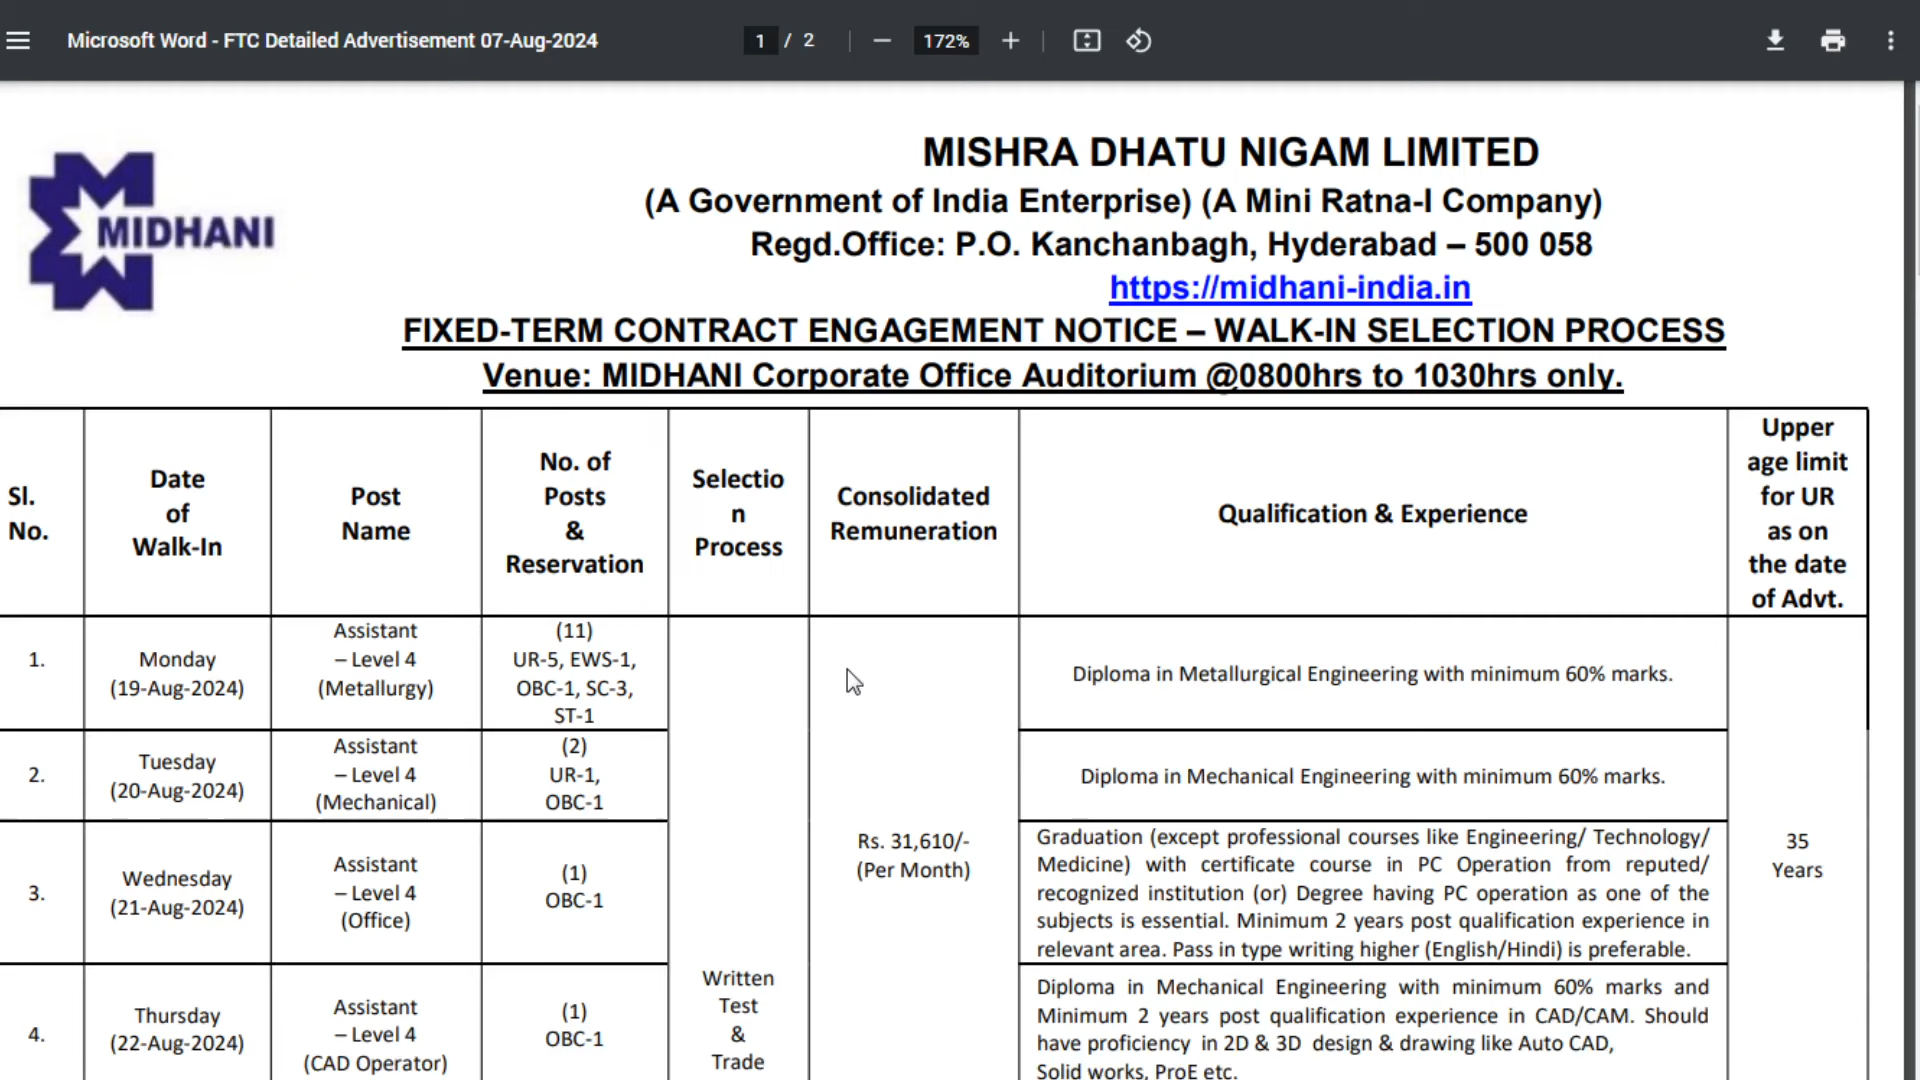 Microsoft Word - FTC Detailed Advertisement 07-Aug-2024
1 / 2
172%
MIDHANI
MISHRA DHATU NIGAM LIMITED
(A Government of India Enterprise) (A Mini Ratna-I Company)
Regd.Office: P.O. Kanchanbagh, Hyderabad – 500 058
https://midhani-india.in
FIXED-TERM CONTRACT ENGAGEMENT NOTICE – WALK-IN SELECTION PROCESS
Venue: MIDHANI Corporate Office Auditorium @0800hrs to 1030hrs only.
Sl.
No.
Date
of
Walk-In
Post
Name
No. of
Posts
&
Reservation
Selectio
n
Process
Consolidated
Remuneration
Qualification & Experience
Upper
age limit
for UR
as on
the date
of Advt.
1.
Monday
(19-Aug-2024)
Assistant
– Level 4
(Metallurgy)
(11)
UR-5, EWS-1,
OBC-1, SC-3,
ST-1
Diploma in Metallurgical Engineering with minimum 60% marks.
2.
Tuesday
(20-Aug-2024)
Assistant
– Level 4
(Mechanical)
(2)
UR-1,
OBC-1
Diploma in Mechanical Engineering with minimum 60% marks.
3.
Wednesday
(21-Aug-2024)
Assistant
– Level 4
(Office)
(1)
OBC-1
Rs. 31,610/-
(Per Month)
Graduation (except professional courses like Engineering/ Technology/
Medicine) with certificate course in PC Operation from reputed/
recognized institution (or) Degree having PC operation as one of the
subjects is essential. Minimum 2 years post qualification experience in
relevant area. Pass in type writing higher (English/Hindi) is preferable.
35
Years
4.
Thursday
(22-Aug-2024)
Assistant
– Level 4
(CAD Operator)
(1)
OBC-1
Written
Test
&
Trade
Diploma in Mechanical Engineering with minimum 60% marks and
Minimum 2 years post qualification experience in CAD/CAM. Should
have proficiency in 2D & 3D design & drawing like Auto CAD,
Solid works, ProE etc.